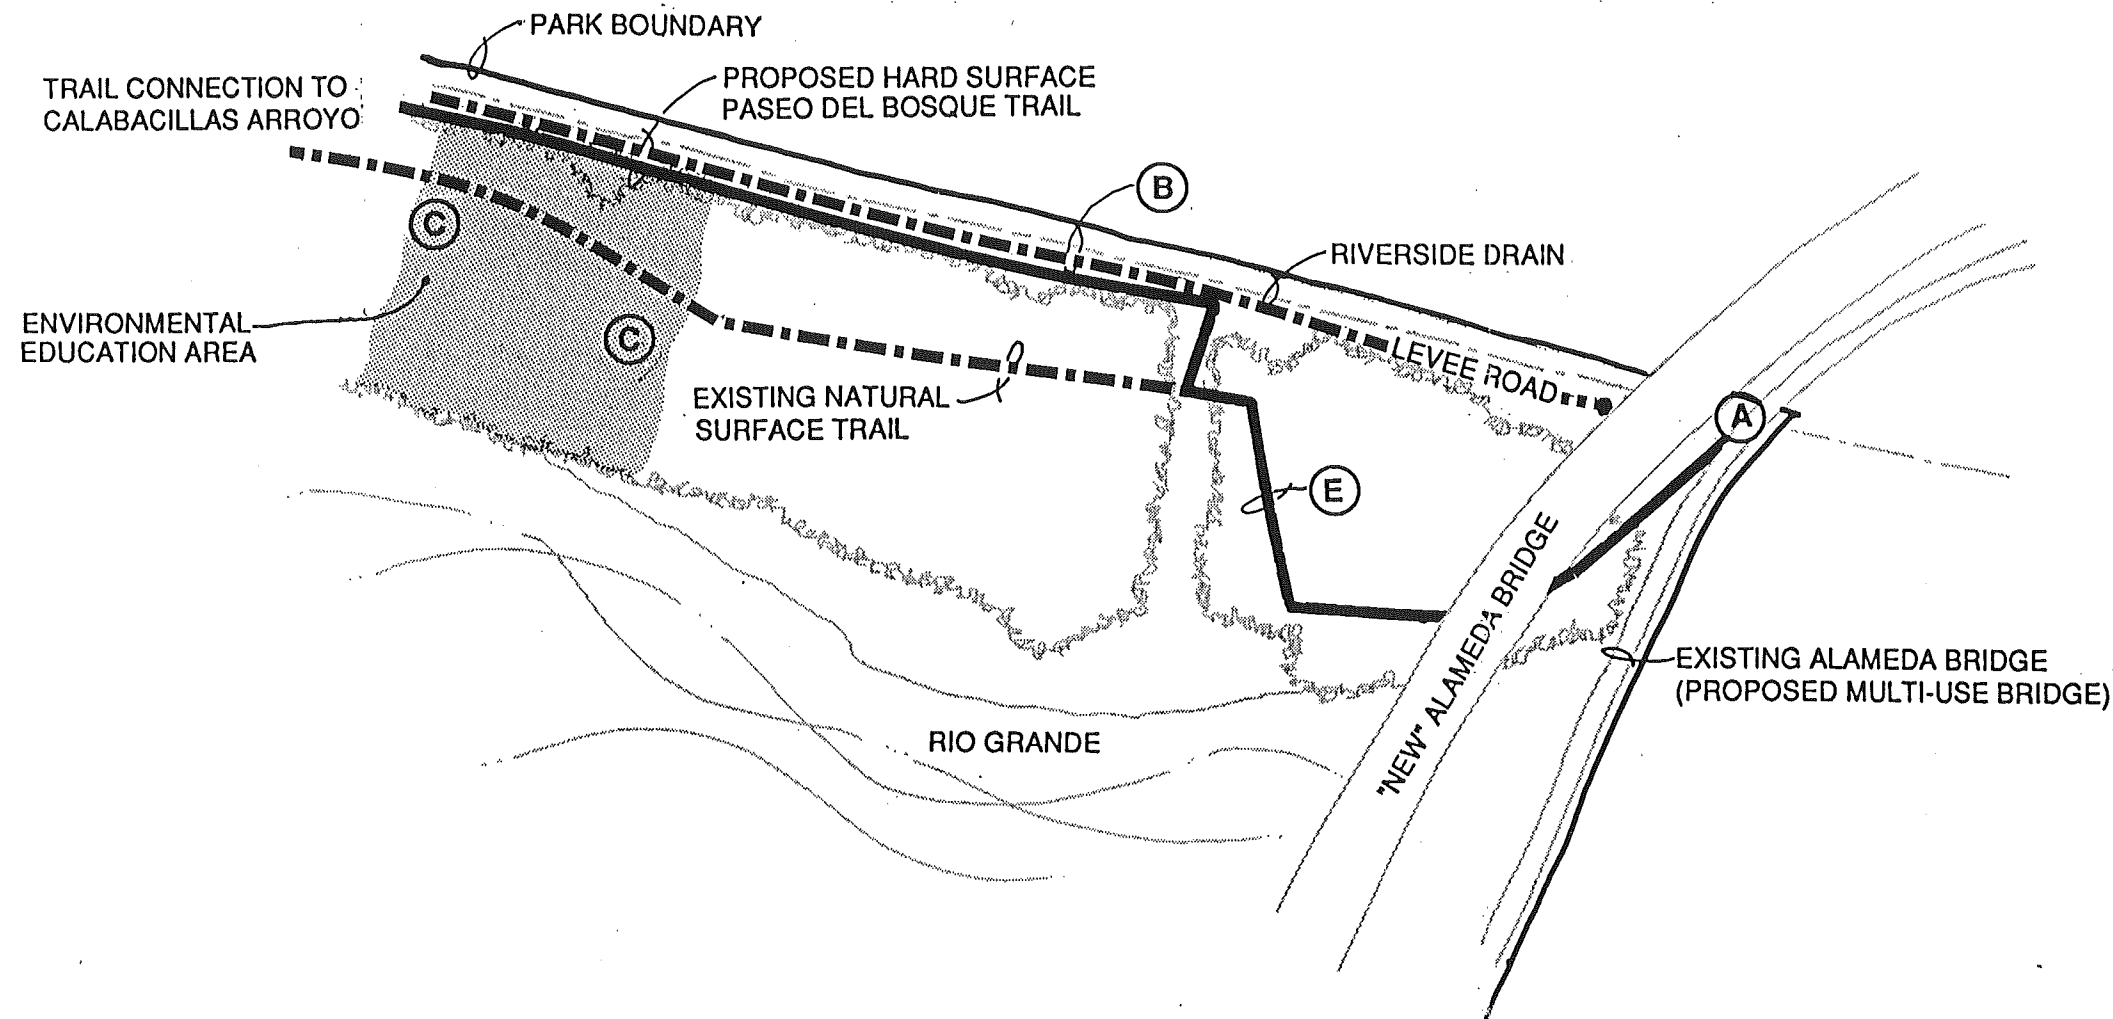 PARK BOUNDARY
TRAIL CONNECTION TO
CALABACILLAS ARROYO
PROPOSED HARD SURFACE
PASEO DEL BOSQUE TRAIL
B
RIVERSIDE DRAIN
C
ENVIRONMENTAL
EDUCATION AREA
C
LEVEE ROAD
EXISTING NATURAL
SURFACE TRAIL
A
E
"NEW" ALAMEDA BRIDGE
EXISTING ALAMEDA BRIDGE
(PROPOSED MULTI-USE BRIDGE)
RIO GRANDE